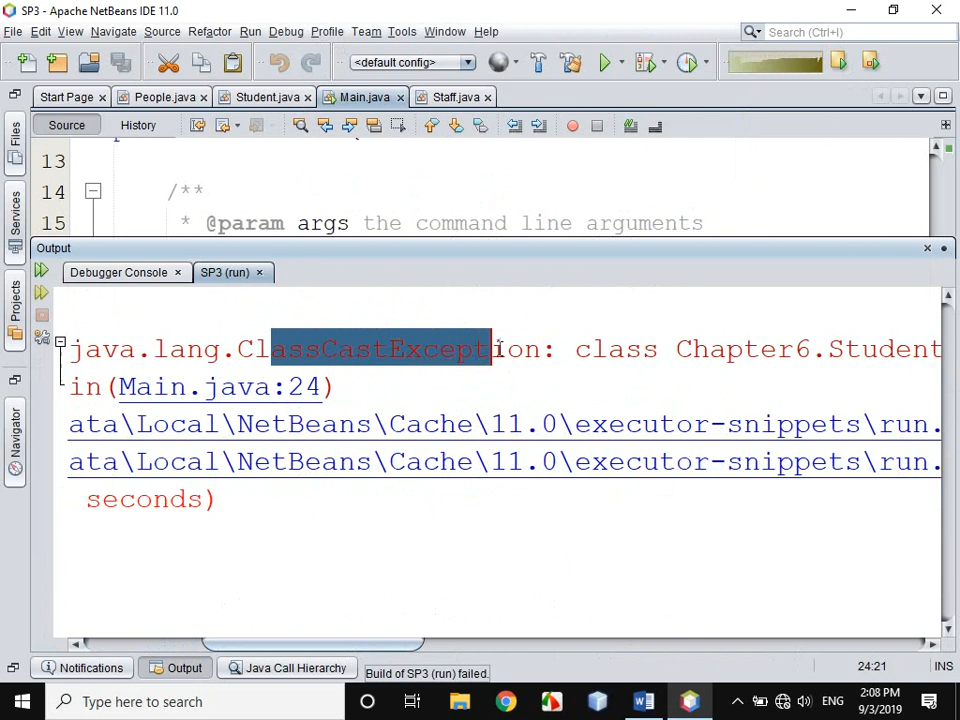 SP3 - Apache NetBeans IDE 11.0
File Edit View Navigate Source Refactor Run Debug Profile Team Tools Window Help
Search (Ctrl+I)
<default config>
Start Page People.java Student.java Main.java Staff.java
Source History
Files
Services
Projects
Navigator
13
14 /**
15 * @param args the command line arguments
Output
Debugger Console SP3 (run)
java.lang.ClassCastException: class Chapter6.Student
in(Main.java:24)
ata\Local\NetBeans\Cache\11.0\executor-snippets\run.
ata\Local\NetBeans\Cache\11.0\executor-snippets\run.
seconds)
Notifications Output Java Call Hierarchy Build of SP3 (run) failed. 24:21 INS
Type here to search
ENG
2:08 PM
9/3/2019